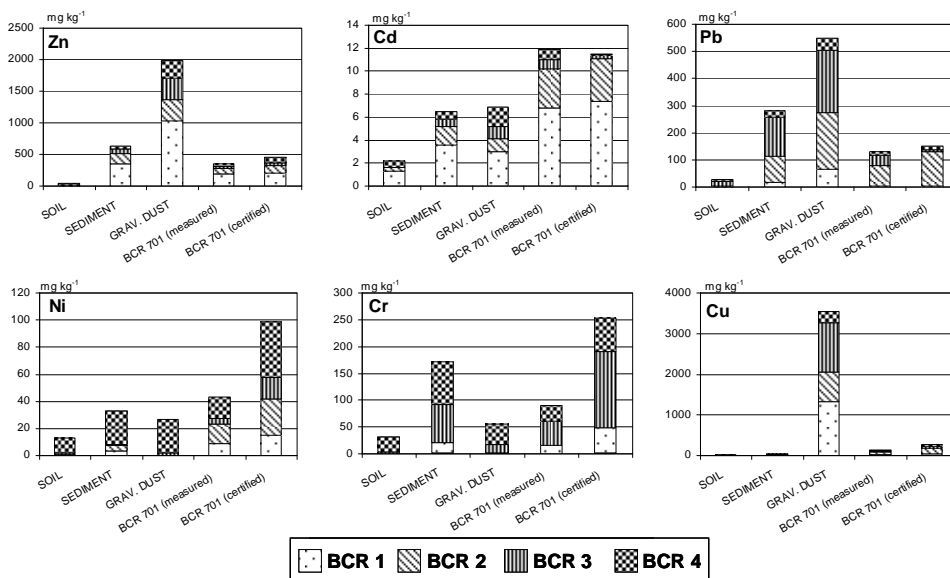 mg kg-1
Zn
2500
2000
1500
1000
500
0
SOIL
SEDIMENT
GRAV. DUST
BCR 701 (measured)
BCR 701 (certified)
mg kg-1
Cd
14
12
10
8
6
4
2
0
SOIL
SEDIMENT
GRAV. DUST
BCR 701 (measured)
BCR 701 (certified)
mg kg-1
Pb
600
500
400
300
200
100
0
SOIL
SEDIMENT
GRAV. DUST
BCR 701 (measured)
BCR 701 (certified)
mg kg-1
Ni
120
100
80
60
40
20
0
SOIL
SEDIMENT
GRAV. DUST
BCR 701 (measured)
BCR 701 (certified)
mg kg-1
Cr
300
250
200
150
100
50
0
SOIL
SEDIMENT
GRAV. DUST
BCR 701 (measured)
BCR 701 (certified)
mg kg-1
Cu
4000
3000
2000
1000
0
SOIL
SEDIMENT
GRAV. DUST
BCR 701 (measured)
BCR 701 (certified)
BCR 1 BCR 2 BCR 3 BCR 4